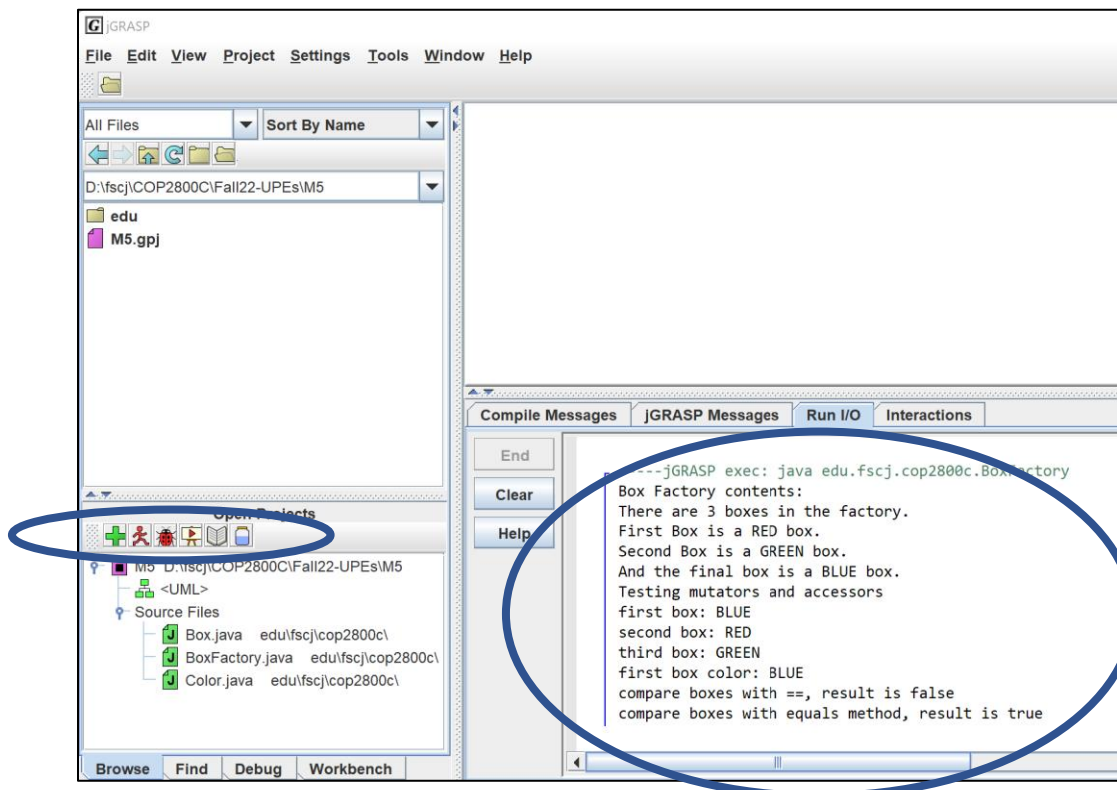 G jGRASP
File Edit View Project Settings Tools Window Help
All Files Sort By Name
D:\fscj\COP2800C\Fall22-UPEs\M5
edu
M5.gpj
Open Projects
M5 D:\fscj\COP2800C\Fall22-UPEs\M5
<UML>
Source Files
J Box.java edu\fscj\cop2800c\
J BoxFactory.java edu\fscj\cop2800c\
J Color.java edu\fscj\cop2800c\
Browse Find Debug Workbench
Compile Messages jGRASP Messages Run I/O Interactions
End
Clear
Help
----jGRASP exec: java edu.fscj.cop2800c.BoxFactory
Box Factory contents:
There are 3 boxes in the factory.
First Box is a RED box.
Second Box is a GREEN box.
And the final box is a BLUE box.
Testing mutators and accessors
first box: BLUE
second box: RED
third box: GREEN
first box color: BLUE
compare boxes with ==, result is false
compare boxes with equals method, result is true